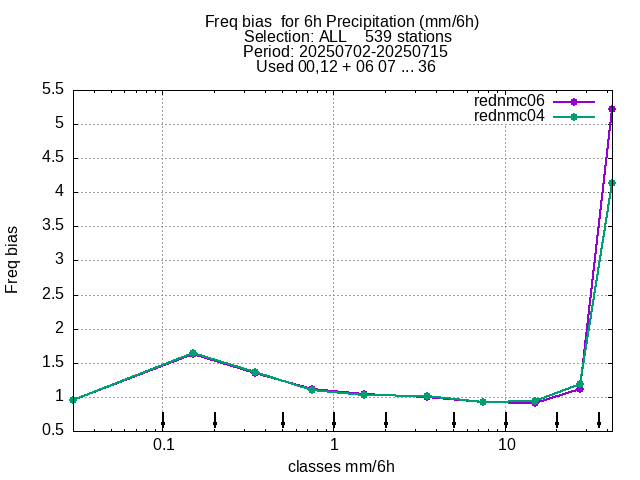 Freq bias  for 6h Precipitation (mm/6h)
Selection: ALL    539 stations
Period: 20250702-20250715
Used 00,12 + 06 07 ... 36
rednmc06
rednmc04
5.5
5
4.5
4
3.5
3
2.5
2
1.5
1
0.5
Freq bias
0.1 1 10
classes mm/6h